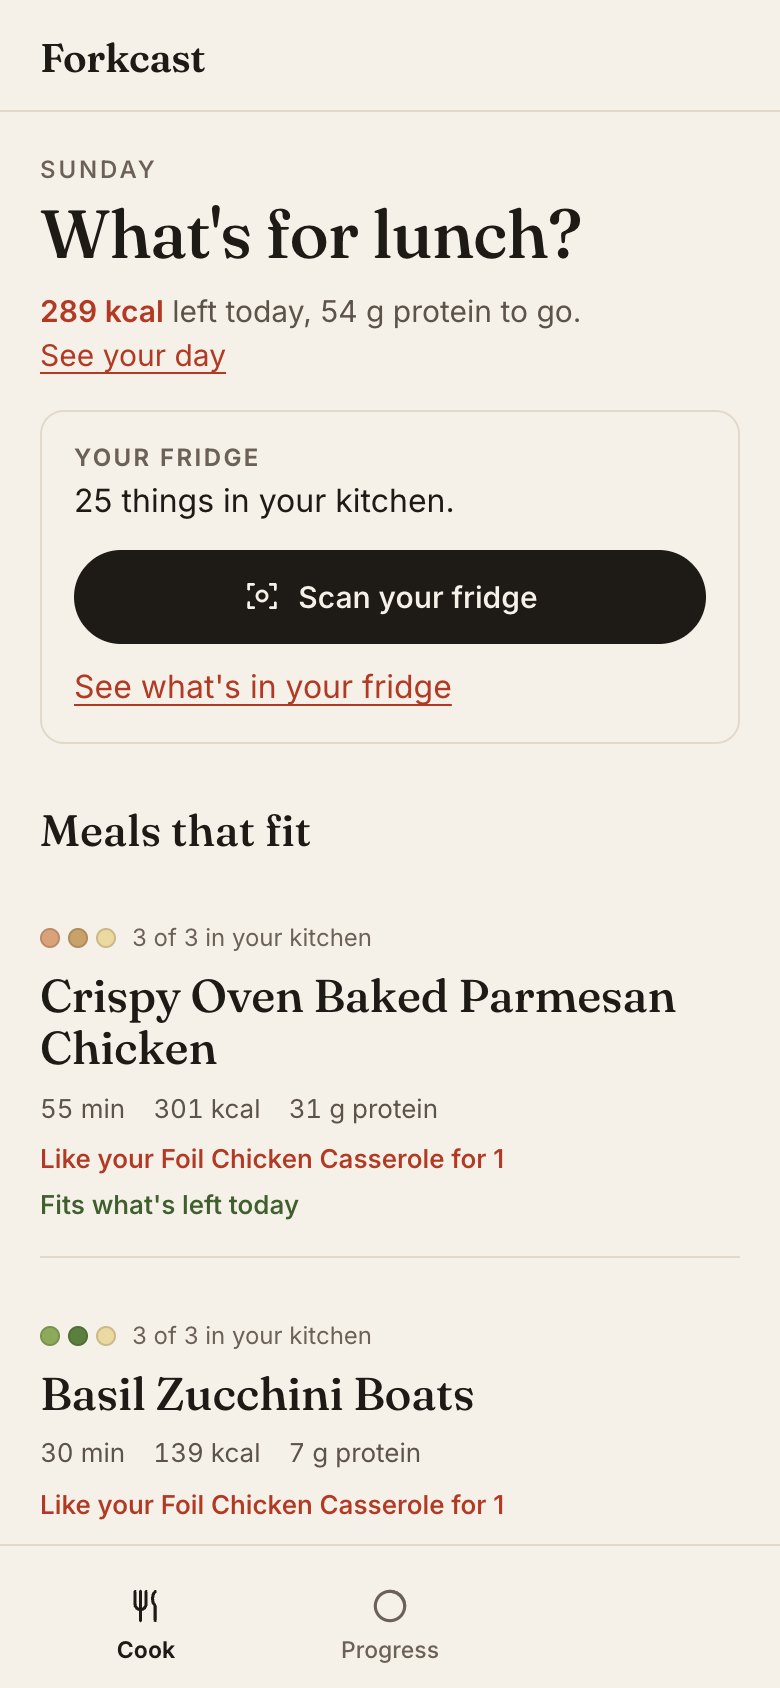 Forkcast
SUNDAY
What's for lunch?
289 kcal left today, 54 g protein to go.
See your day
YOUR FRIDGE
25 things in your kitchen.
Scan your fridge
See what's in your fridge
Meals that fit
3 of 3 in your kitchen
Crispy Oven Baked Parmesan
Chicken
55 min 301 kcal 31 g protein
Like your Foil Chicken Casserole for 1
Fits what's left today
3 of 3 in your kitchen
Basil Zucchini Boats
30 min 139 kcal 7 g protein
Like your Foil Chicken Casserole for 1
Cook
Progress